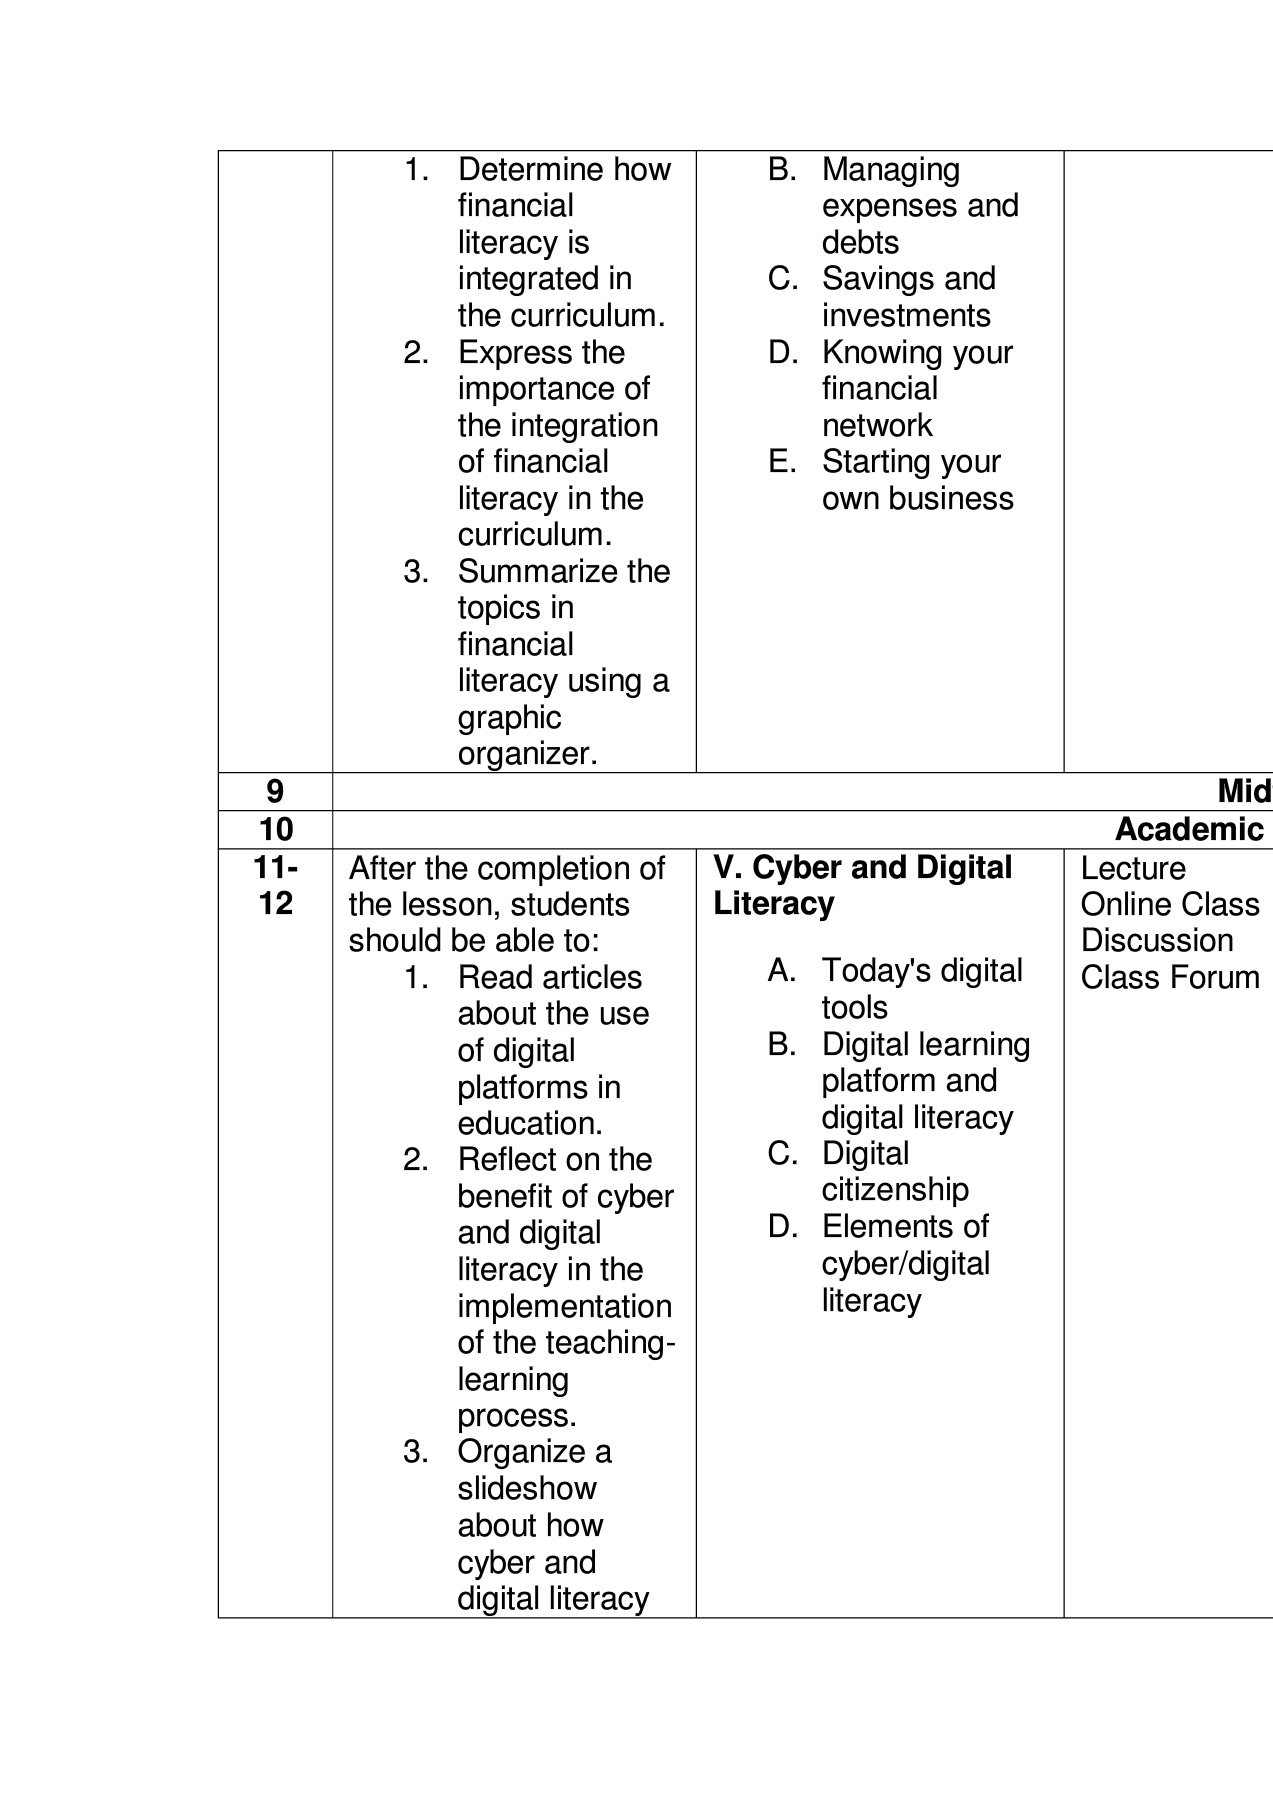 1. Determine how
financial
literacy is
integrated in
the curriculum.
2. Express the
importance of
the integration
of financial
literacy in the
curriculum.
3. Summarize the
topics in
financial
literacy using a
graphic
organizer.
B. Managing
expenses and
debts
C. Savings and
investments
D. Knowing your
financial
network
E. Starting your
own business
9 Mid
10 Academic
11-
12
After the completion of
the lesson, students
should be able to:
1. Read articles
about the use
of digital
platforms in
education.
2. Reflect on the
benefit of cyber
and digital
literacy in the
implementation
of the teaching-
learning
process.
3. Organize a
slideshow
about how
cyber and
digital literacy
V. Cyber and Digital
Literacy
A. Today's digital
tools
B. Digital learning
platform and
digital literacy
C. Digital
citizenship
D. Elements of
cyber/digital
literacy
Lecture
Online Class
Discussion
Class Forum